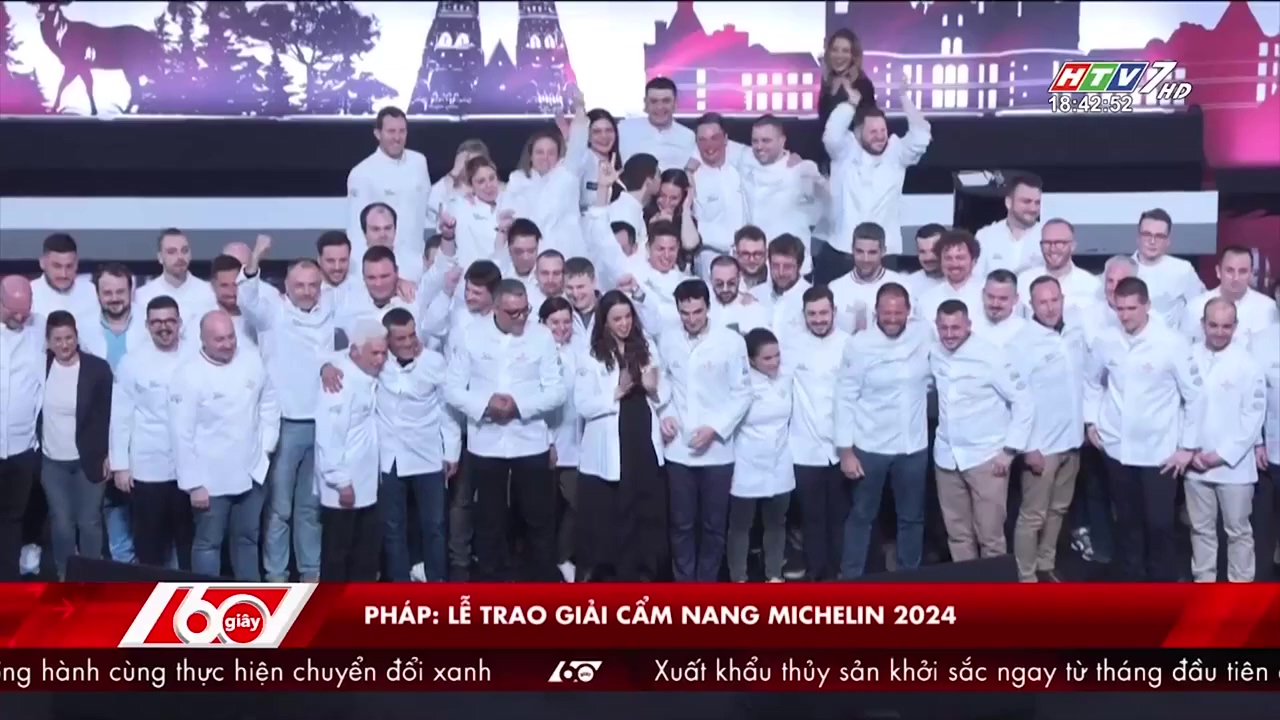 HTV7 HD
18:42:52
60 giây
PHÁP: LỄ TRAO GIẢI CẨM NANG MICHELIN 2024
hành cùng thực hiện chuyển đổi xanh
60 giây
Xuất khẩu thủy sản khởi sắc ngay từ tháng đầu tiên